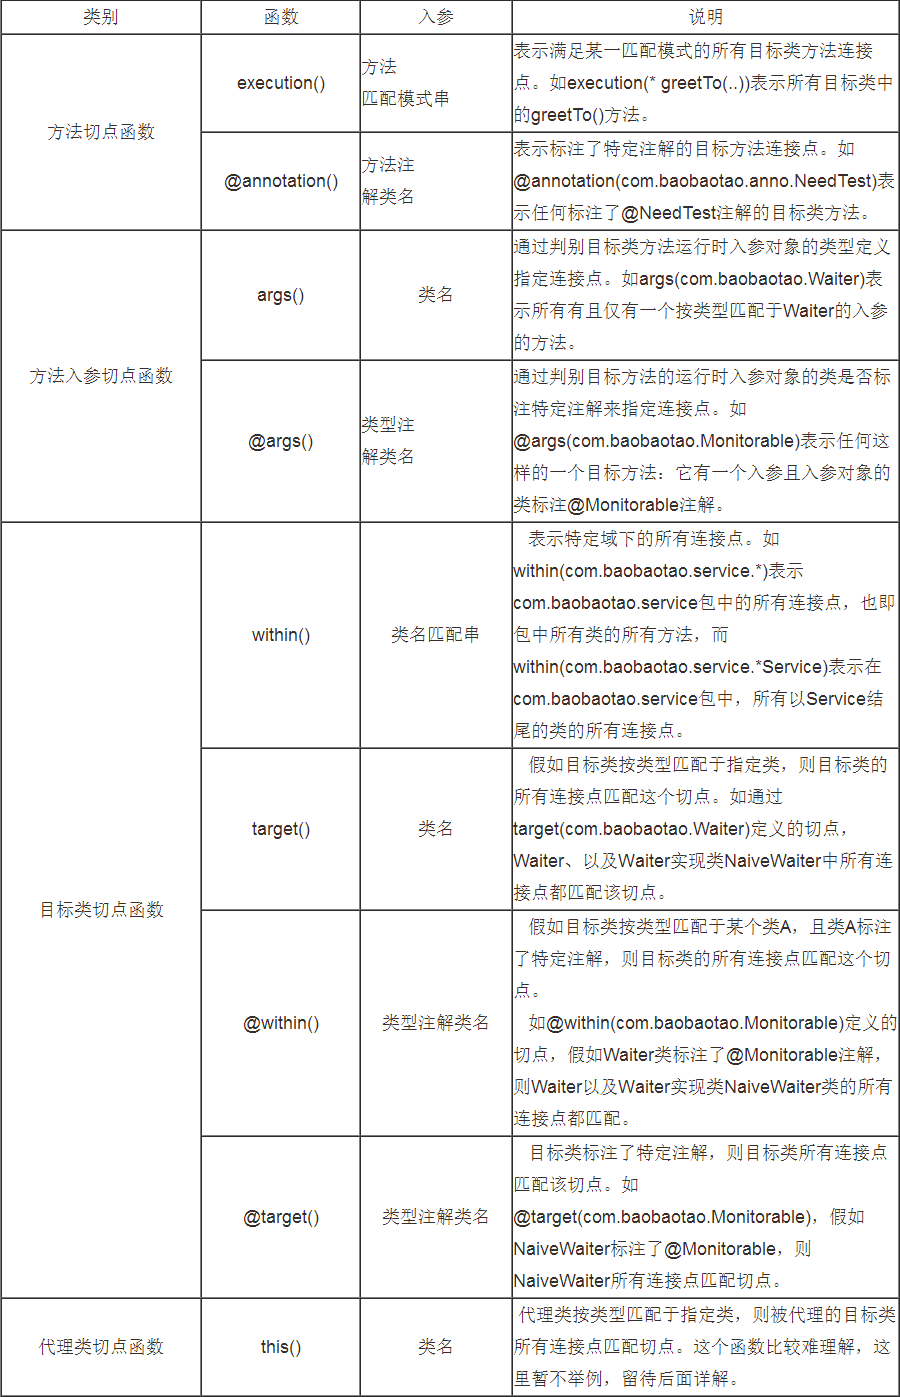 类别 函数 入参 说明
方法切点函数
execution()
方法
匹配模式串
表示满足某一匹配模式的所有目标类方法连接
点。如execution(* greetTo(..))表示所有目标类中
的greetTo()方法。
@annotation()
方法注
解类名
表示标注了特定注解的目标方法连接点。如
@annotation(com.baobaotao.anno.NeedTest)表
示任何标注了@NeedTest注解的目标类方法。
方法入参切点函数
args()
类名
通过判别目标类方法运行时入参对象的类型定义
指定连接点。如args(com.baobaotao.Waiter)表
示所有有且仅有一个按类型匹配于Waiter的入参
的方法。
@args()
类型注
解类名
通过判别目标方法的运行时入参对象的类是否标
注特定注解来指定连接点。如
@args(com.baobaotao.Monitorable)表示任何这
样的一个目标方法：它有一个入参且入参对象的
类标注@Monitorable注解。
目标类切点函数
within()
类名匹配串
表示特定域下的所有连接点。如
within(com.baobaotao.service.*)表示
com.baobaotao.service包中的所有连接点，也即
包中所有类的所有方法，而
within(com.baobaotao.service.*Service)表示在
com.baobaotao.service包中，所有以Service结
尾的类的所有连接点。
target()
类名
假如目标类按类型匹配于指定类，则目标类的
所有连接点匹配这个切点。如通过
target(com.baobaotao.Waiter)定义的切点，
Waiter、以及Waiter实现类NaiveWaiter中所有连
接点都匹配该切点。
@within()
类型注解类名
假如目标类按类型匹配于某个类A，且类A标注
了特定注解，则目标类的所有连接点匹配这个切
点。
如@within(com.baobaotao.Monitorable)定义的
切点，假如Waiter类标注了@Monitorable注解，
则Waiter以及Waiter实现类NaiveWaiter类的所有
连接点都匹配。
@target()
类型注解类名
目标类标注了特定注解，则目标类所有连接点
匹配该切点。如
@target(com.baobaotao.Monitorable)，假如
NaiveWaiter标注了@Monitorable，则
NaiveWaiter所有连接点匹配切点。
代理类切点函数
this()
类名
代理类按类型匹配于指定类，则被代理的目标类
所有连接点匹配切点。这个函数比较难理解，这
里暂不举例，留待后面详解。